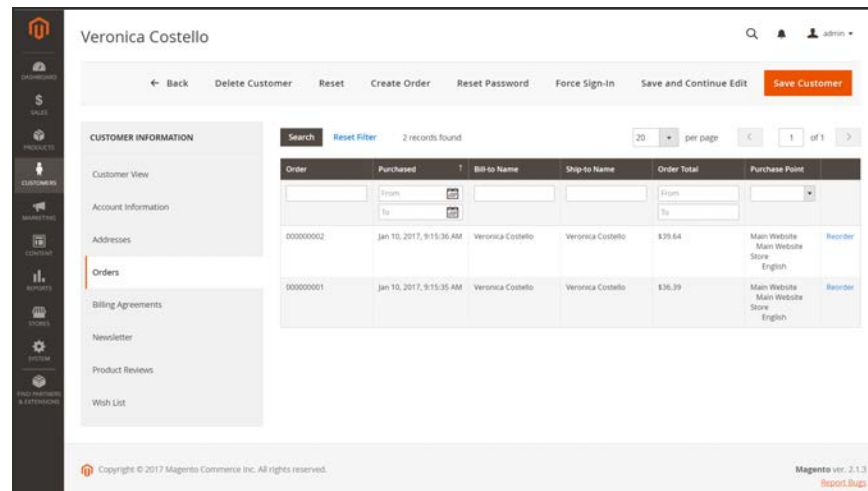 Veronica Costello
admin
← Back Delete Customer Reset Create Order Reset Password Force Sign-In Save and Continue Edit Save Customer
DASHBOARD
SALES
PRODUCTS
CUSTOMERS
MARKETING
CONTENT
REPORTS
STORES
SYSTEM
FIND PARTNERS
& EXTENSIONS
CUSTOMER INFORMATION
Customer View
Account Information
Addresses
Orders
Billing Agreements
Newsletter
Product Reviews
Wish List
Search Reset Filter 2 records found 20 per page 1 of 1
Order Purchased ↑ Bill-to Name Ship-to Name Order Total Purchase Point
From From
To To
000000002 Jan 10, 2017, 9:15:36 AM Veronica Costello Veronica Costello $39.64 Main Website Reorder
Main Website
Store
English
000000001 Jan 10, 2017, 9:15:35 AM Veronica Costello Veronica Costello $36.39 Main Website Reorder
Main Website
Store
English
Copyright © 2017 Magento Commerce Inc. All rights reserved.
Magento ver. 2.1.3
Report Bugs